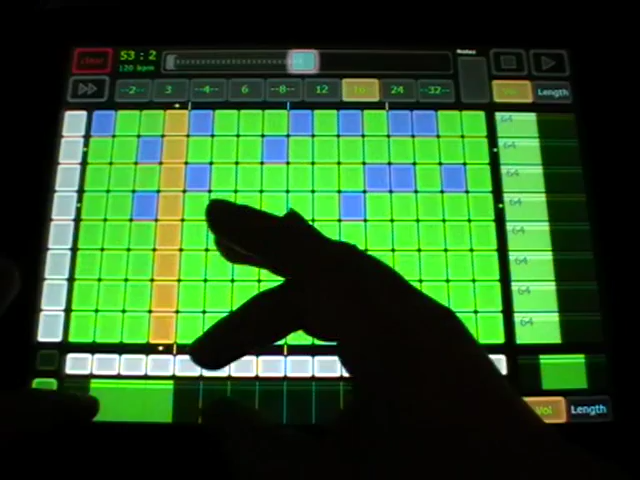 clear 53 : 2
120 bpm
Notes
--2-- 3 --4-- 6 --8-- 12 16 24 --32-- Vol Length
64
64
64
64
64
64
64
64
Vol Length